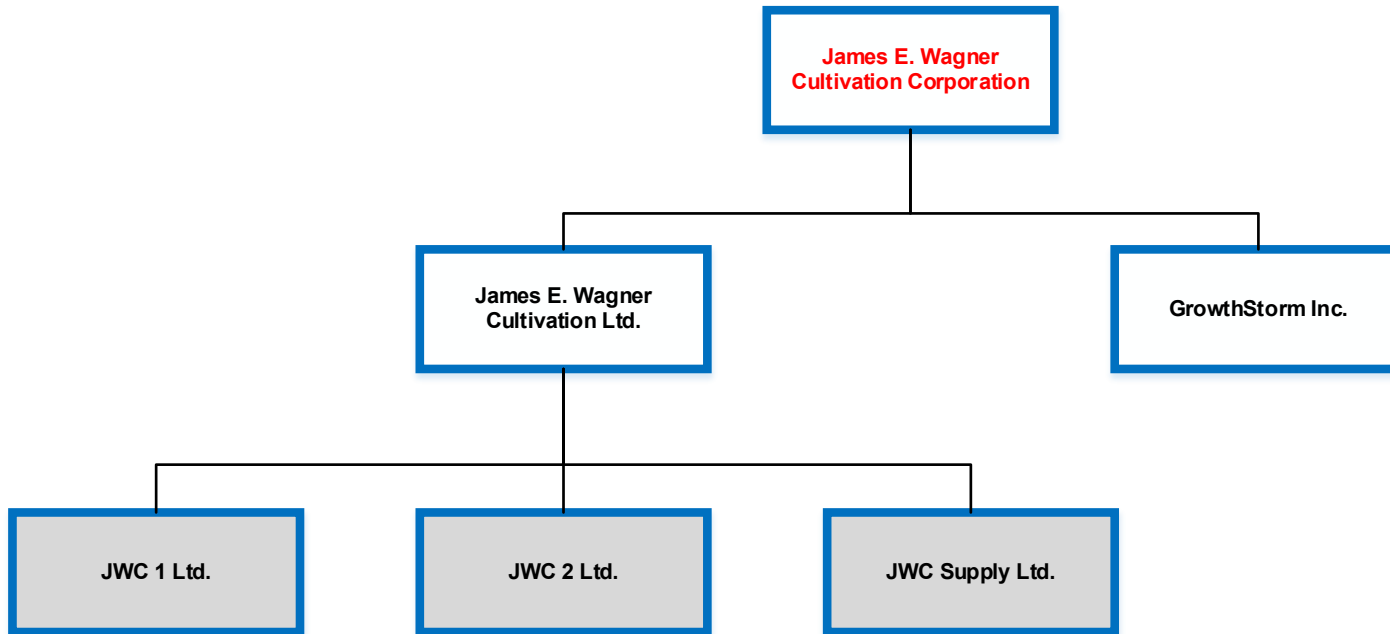 James E. Wagner
Cultivation Corporation
James E. Wagner
Cultivation Ltd.
GrowthStorm Inc.
JWC 1 Ltd.
JWC 2 Ltd.
JWC Supply Ltd.